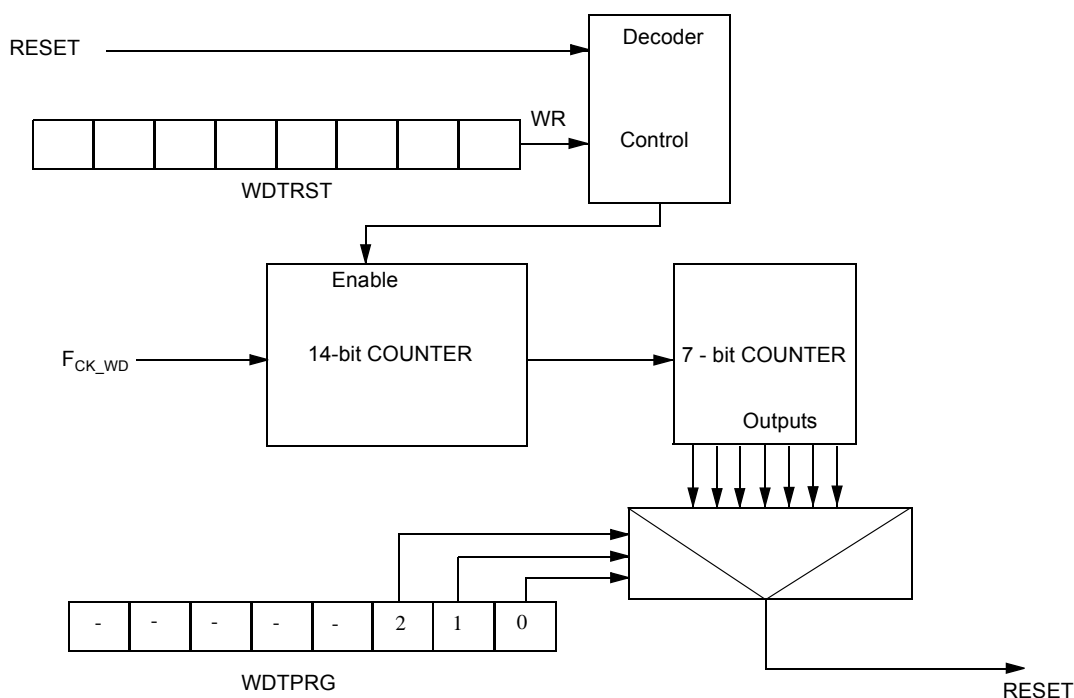 Decoder
RESET
WR
Control
WDTRST
Enable
F_CK_WD
14-bit COUNTER
7 - bit COUNTER
Outputs
- - - - - 2 1 0
WDTPRG
RESET